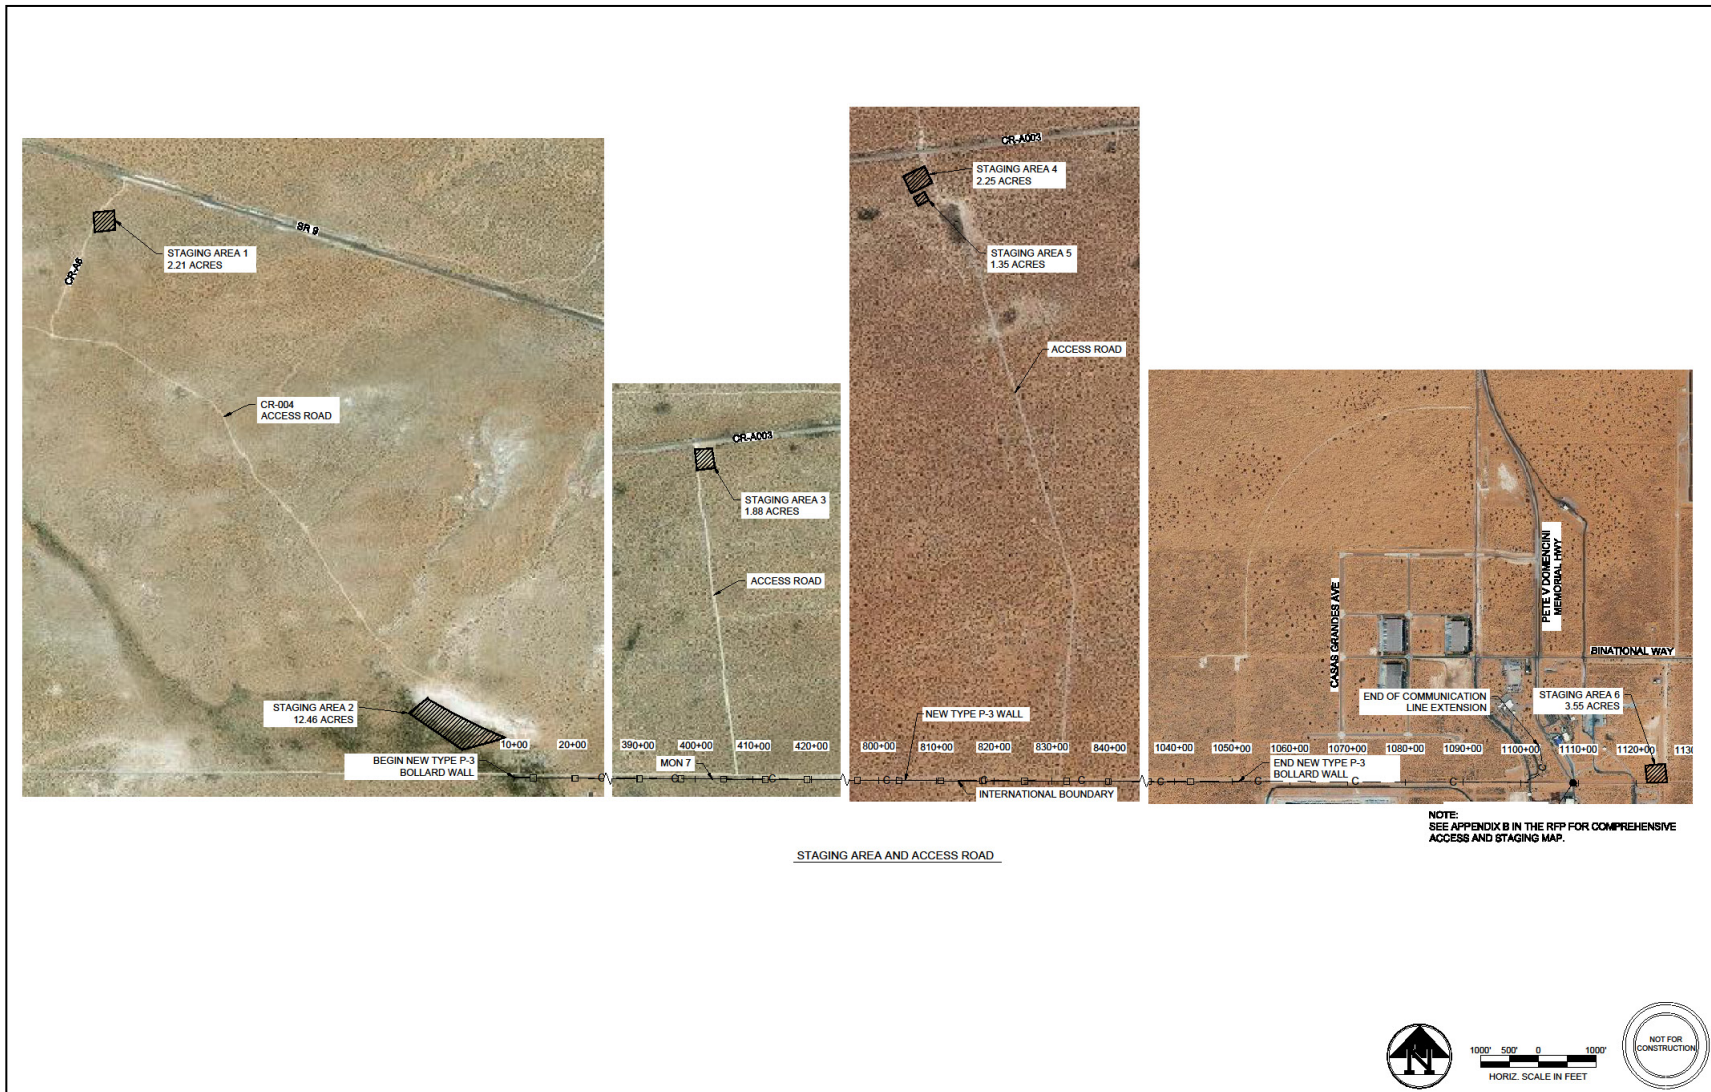 CR-A003
STAGING AREA 4
2.25 ACRES
SR 9
STAGING AREA 1
2.21 ACRES
STAGING AREA 5
1.35 ACRES
CR-A6
ACCESS ROAD
CR-004
ACCESS ROAD
CR-A003
STAGING AREA 3
1.88 ACRES
ACCESS ROAD
PETE V DOMENCINI
MEMORIAL HWY
CASAS GRANDES AVE
BINATIONAL WAY
STAGING AREA 2
12.46 ACRES
END OF COMMUNICATION
LINE EXTENSION
STAGING AREA 6
3.55 ACRES
NEW TYPE P-3 WALL
10+00 20+00 390+00 400+00 410+00 420+00 800+00 810+00 820+00 830+00 840+00 1040+00 1050+00 1060+00 1070+00 1080+00 1090+00 1100+00 1110+00 1120+00 1130
BEGIN NEW TYPE P-3
BOLLARD WALL
MON 7
END NEW TYPE P-3
BOLLARD WALL
C C C C C C C C C C C
INTERNATIONAL BOUNDARY
NOTE:
SEE APPENDIX B IN THE RFP FOR COMPREHENSIVE
ACCESS AND STAGING MAP.
STAGING AREA AND ACCESS ROAD
N
1000' 500' 0 1000'
HORIZ. SCALE IN FEET
NOT FOR
CONSTRUCTION